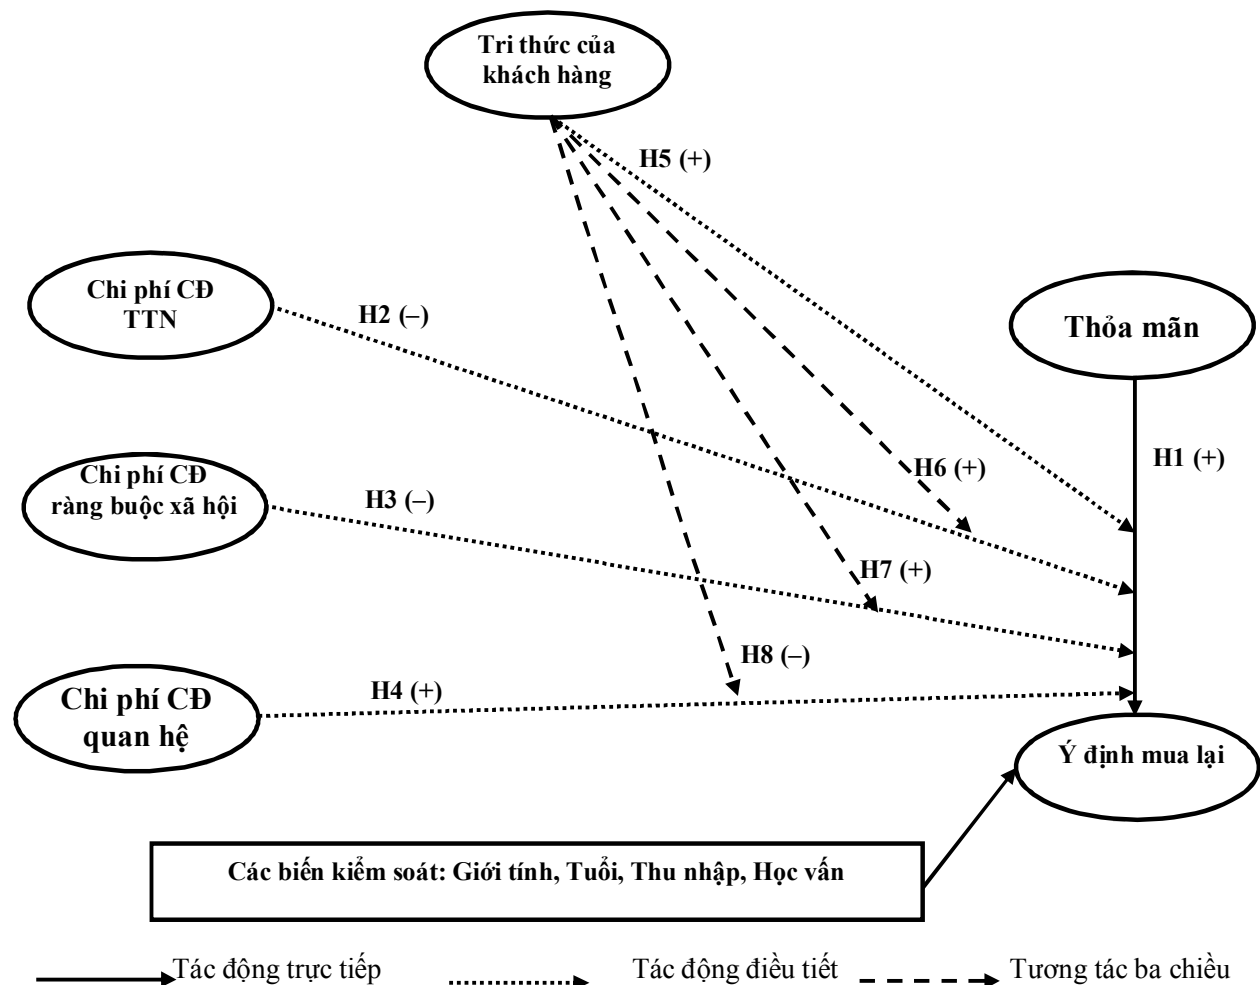 Tri thức của
khách hàng
H5 (+)
Chi phí CĐ
TTN
H2 (–)
Thỏa mãn
H1 (+)
Chi phí CĐ
ràng buộc xã hội
H3 (–)
H6 (+)
H7 (+)
H8 (–)
Chi phí CĐ
quan hệ
H4 (+)
Ý định mua lại
Các biến kiểm soát: Giới tính, Tuổi, Thu nhập, Học vấn
Tác động trực tiếp
Tác động điều tiết
Tương tác ba chiều